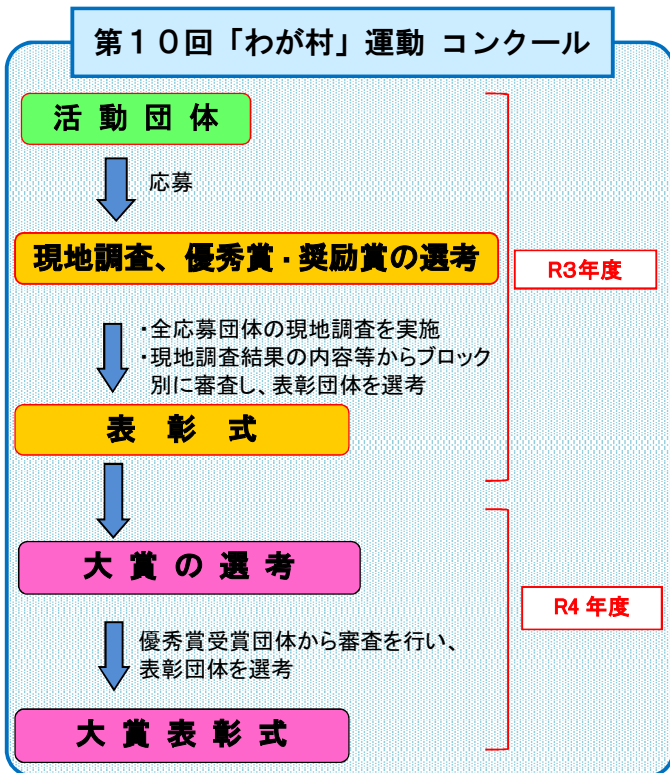 第１０回「わが村」運動 コンクール
活 動 団 体
応募
現地調査、優秀賞・奨励賞の選考
R3年度
・全応募団体の現地調査を実施
・現地調査結果の内容等からブロック
別に審査し、表彰団体を選考
表 彰 式
大 賞 の 選 考
R4 年度
優秀賞受賞団体から審査を行い、
表彰団体を選考
大 賞 表 彰 式